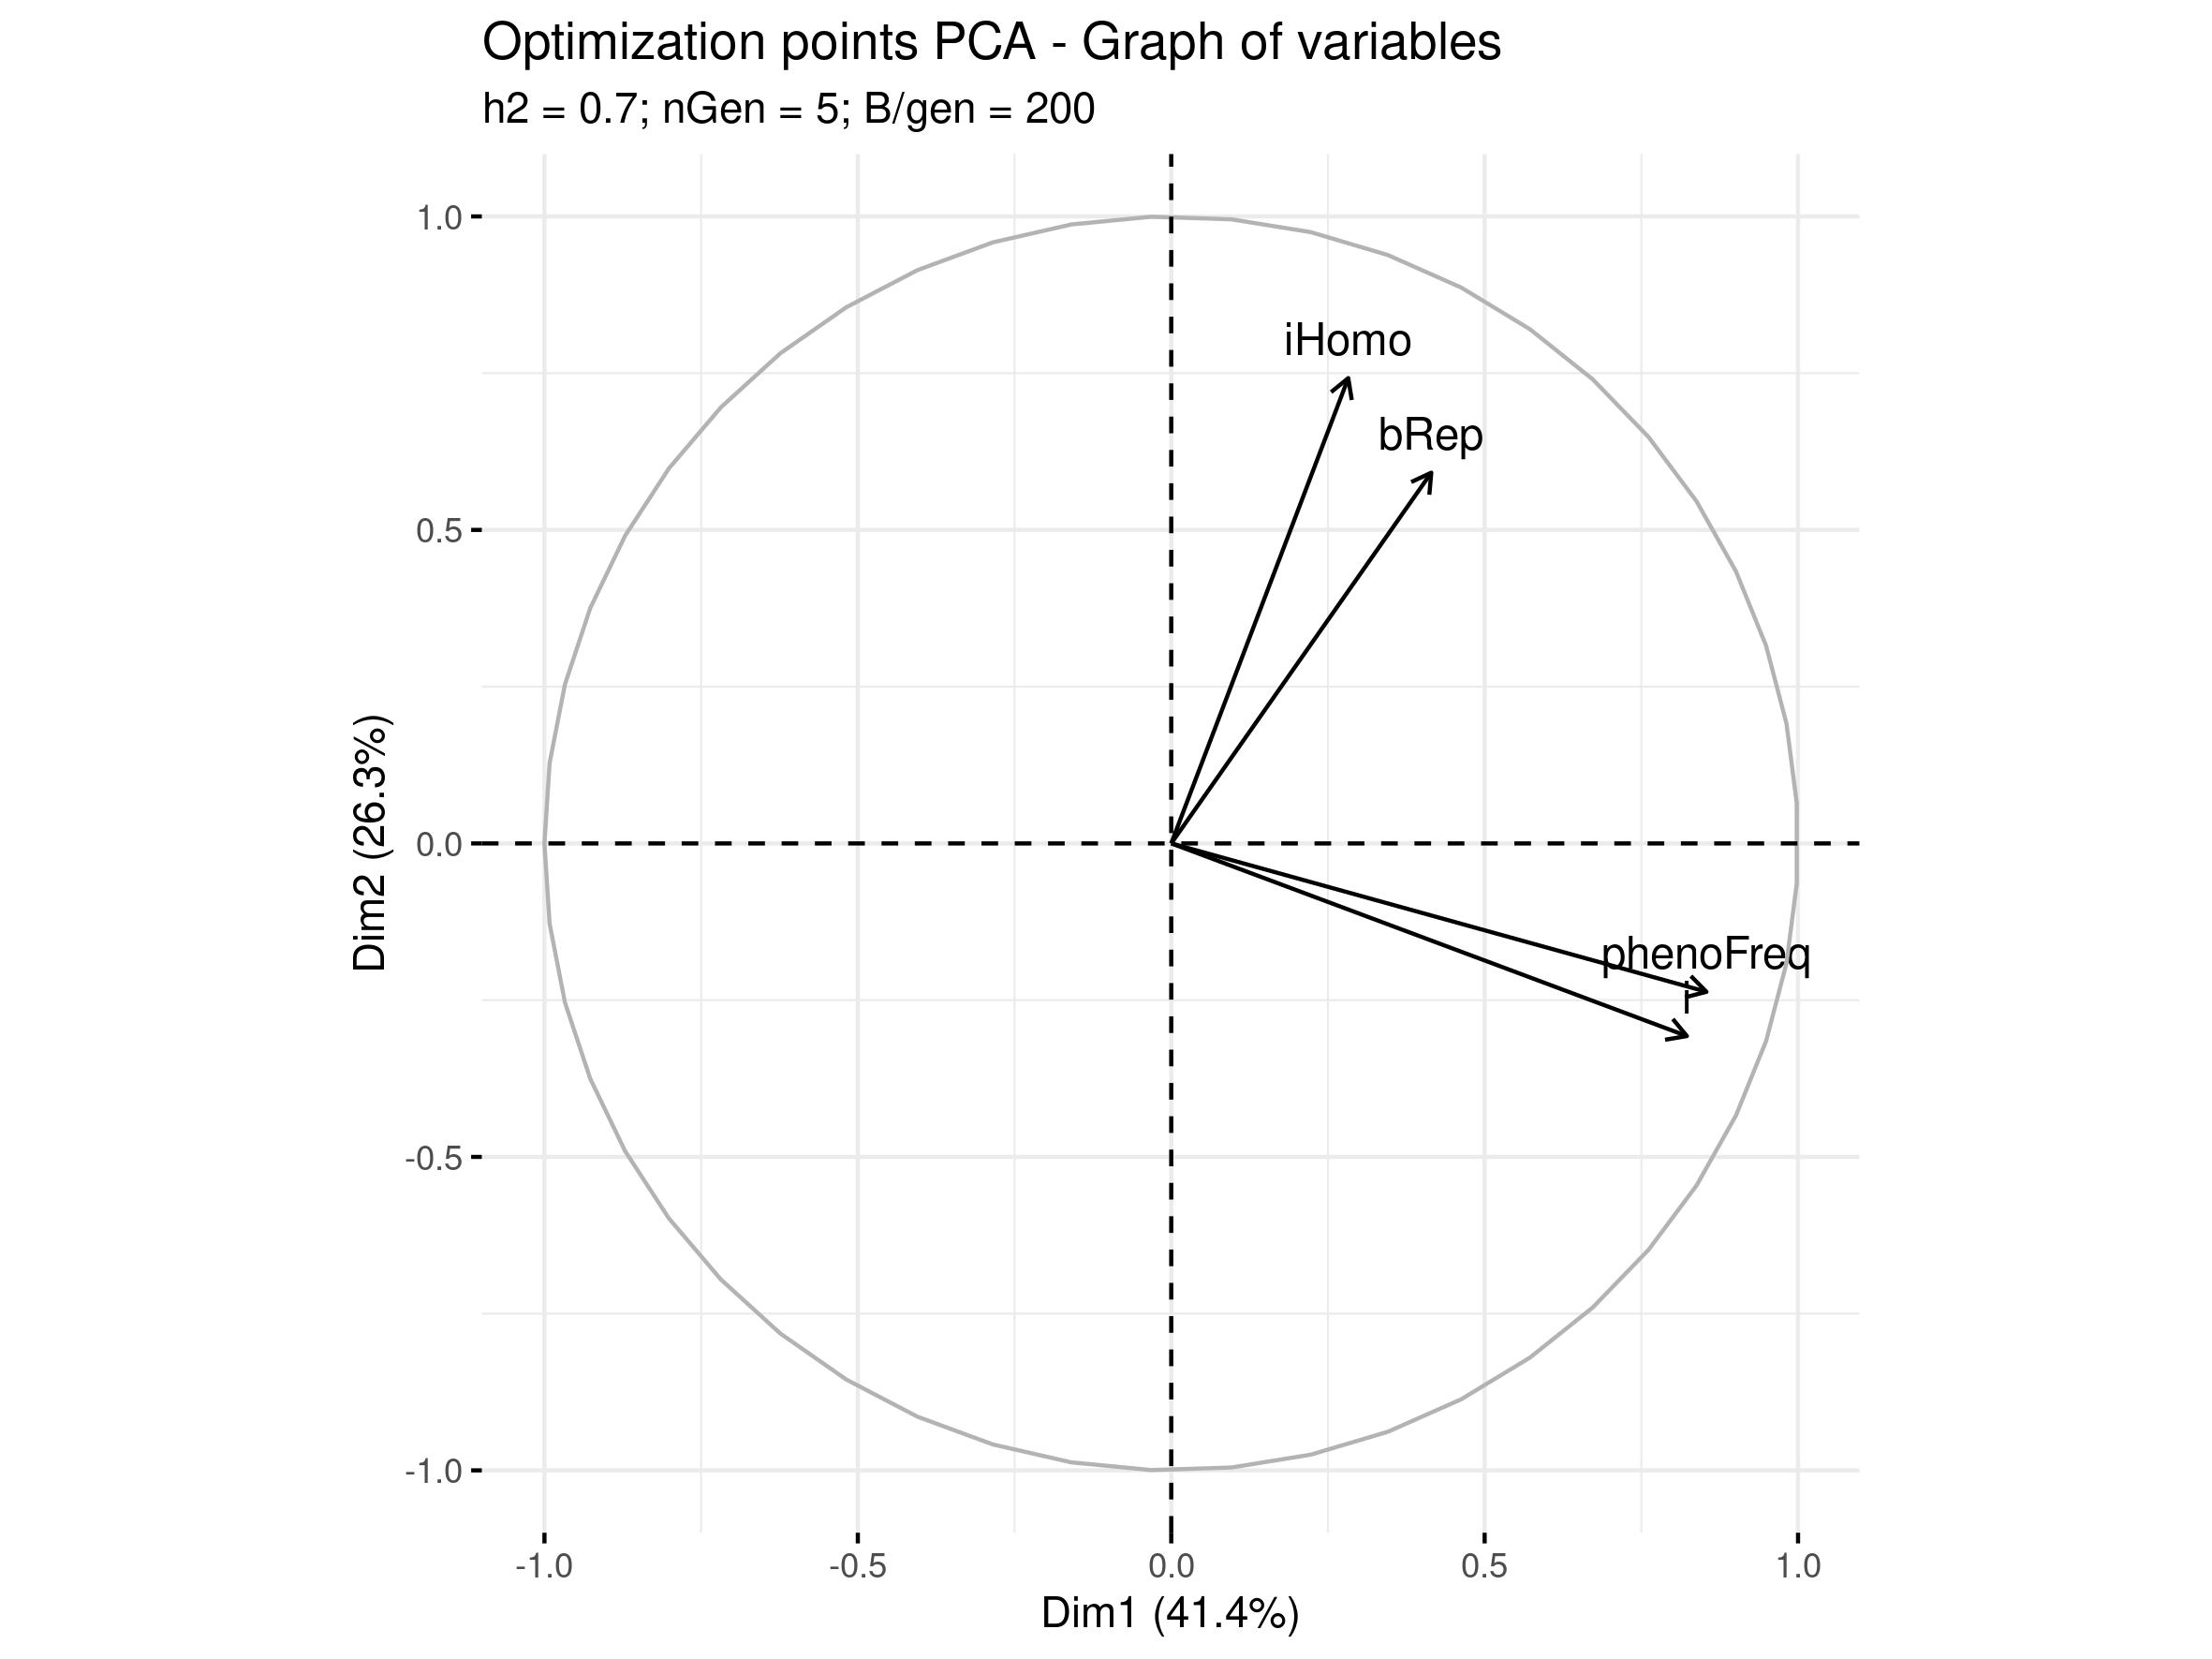 Optimization points PCA - Graph of variables
h2 = 0.7; nGen = 5; B/gen = 200
1.0
iHomo
bRep
0.5
Dim2 (26.3%)
0.0
phenoFreq
i
-0.5
-1.0
-1.0 -0.5 0.0 0.5 1.0
Dim1 (41.4%)